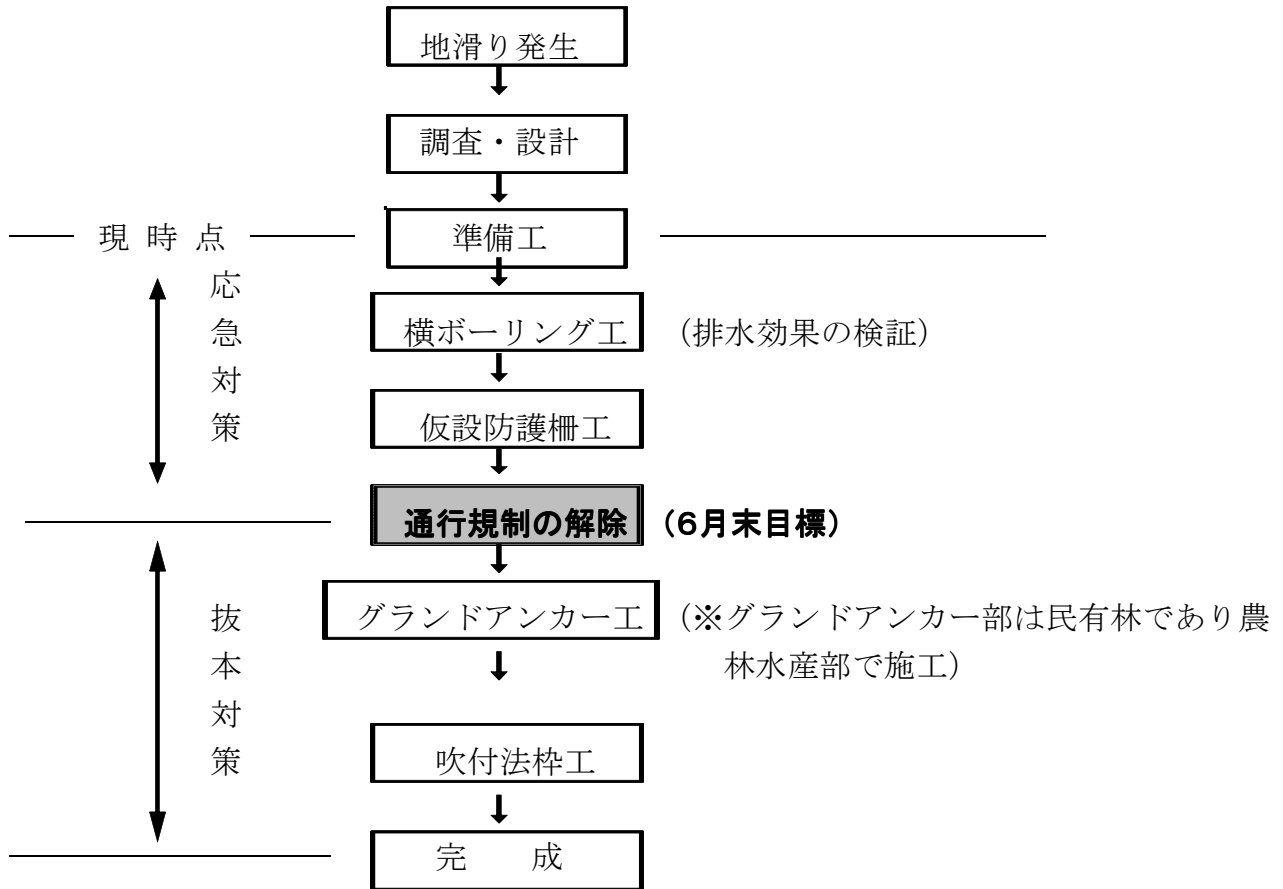 地滑り発生
調査・設計
現時点
準備工
応急対策
横ボーリング工
（排水効果の検証）
仮設防護柵工
通行規制の解除
（６月末目標）
抜本対策
グランドアンカー工
（※グランドアンカー部は民有林であり農
林水産部で施工）
吹付法枠工
完　　成